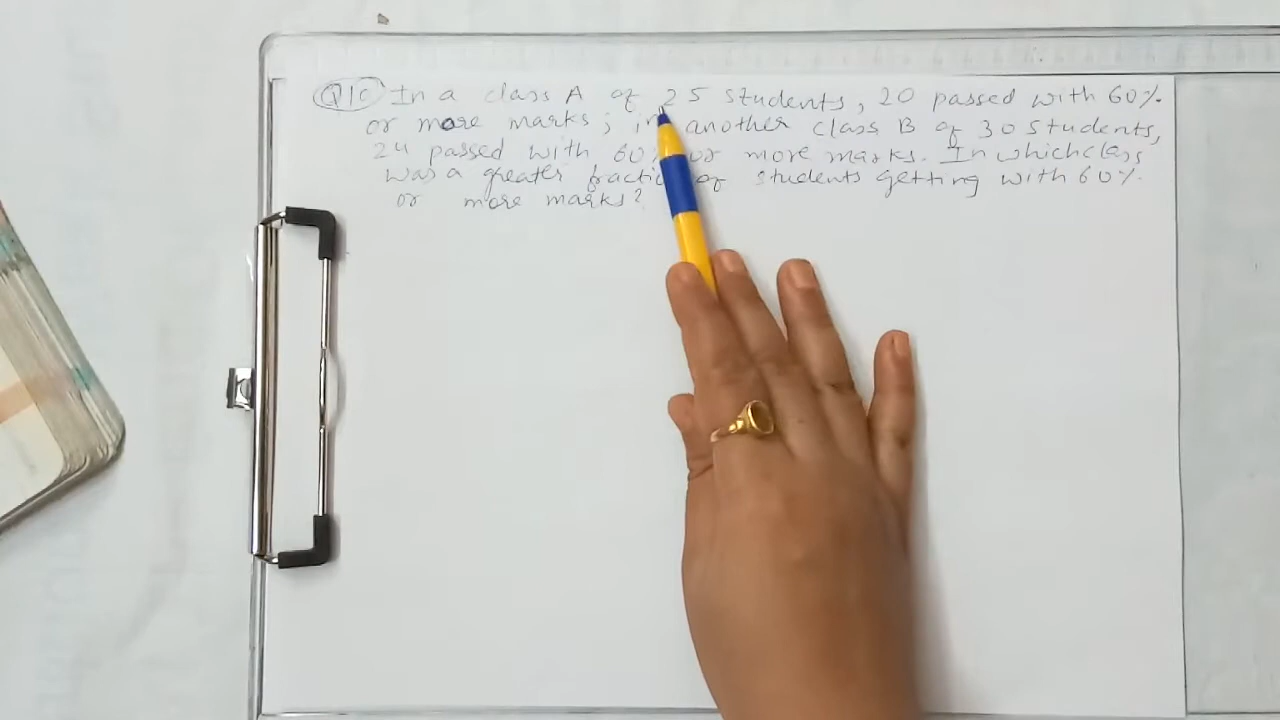 Q10 In a class A of 25 students, 20 passed with 60%
or more marks; in another class B of 30 students,
24 passed with 60% or more marks. In which class
was a greater fraction of students getting with 60%
or more marks?